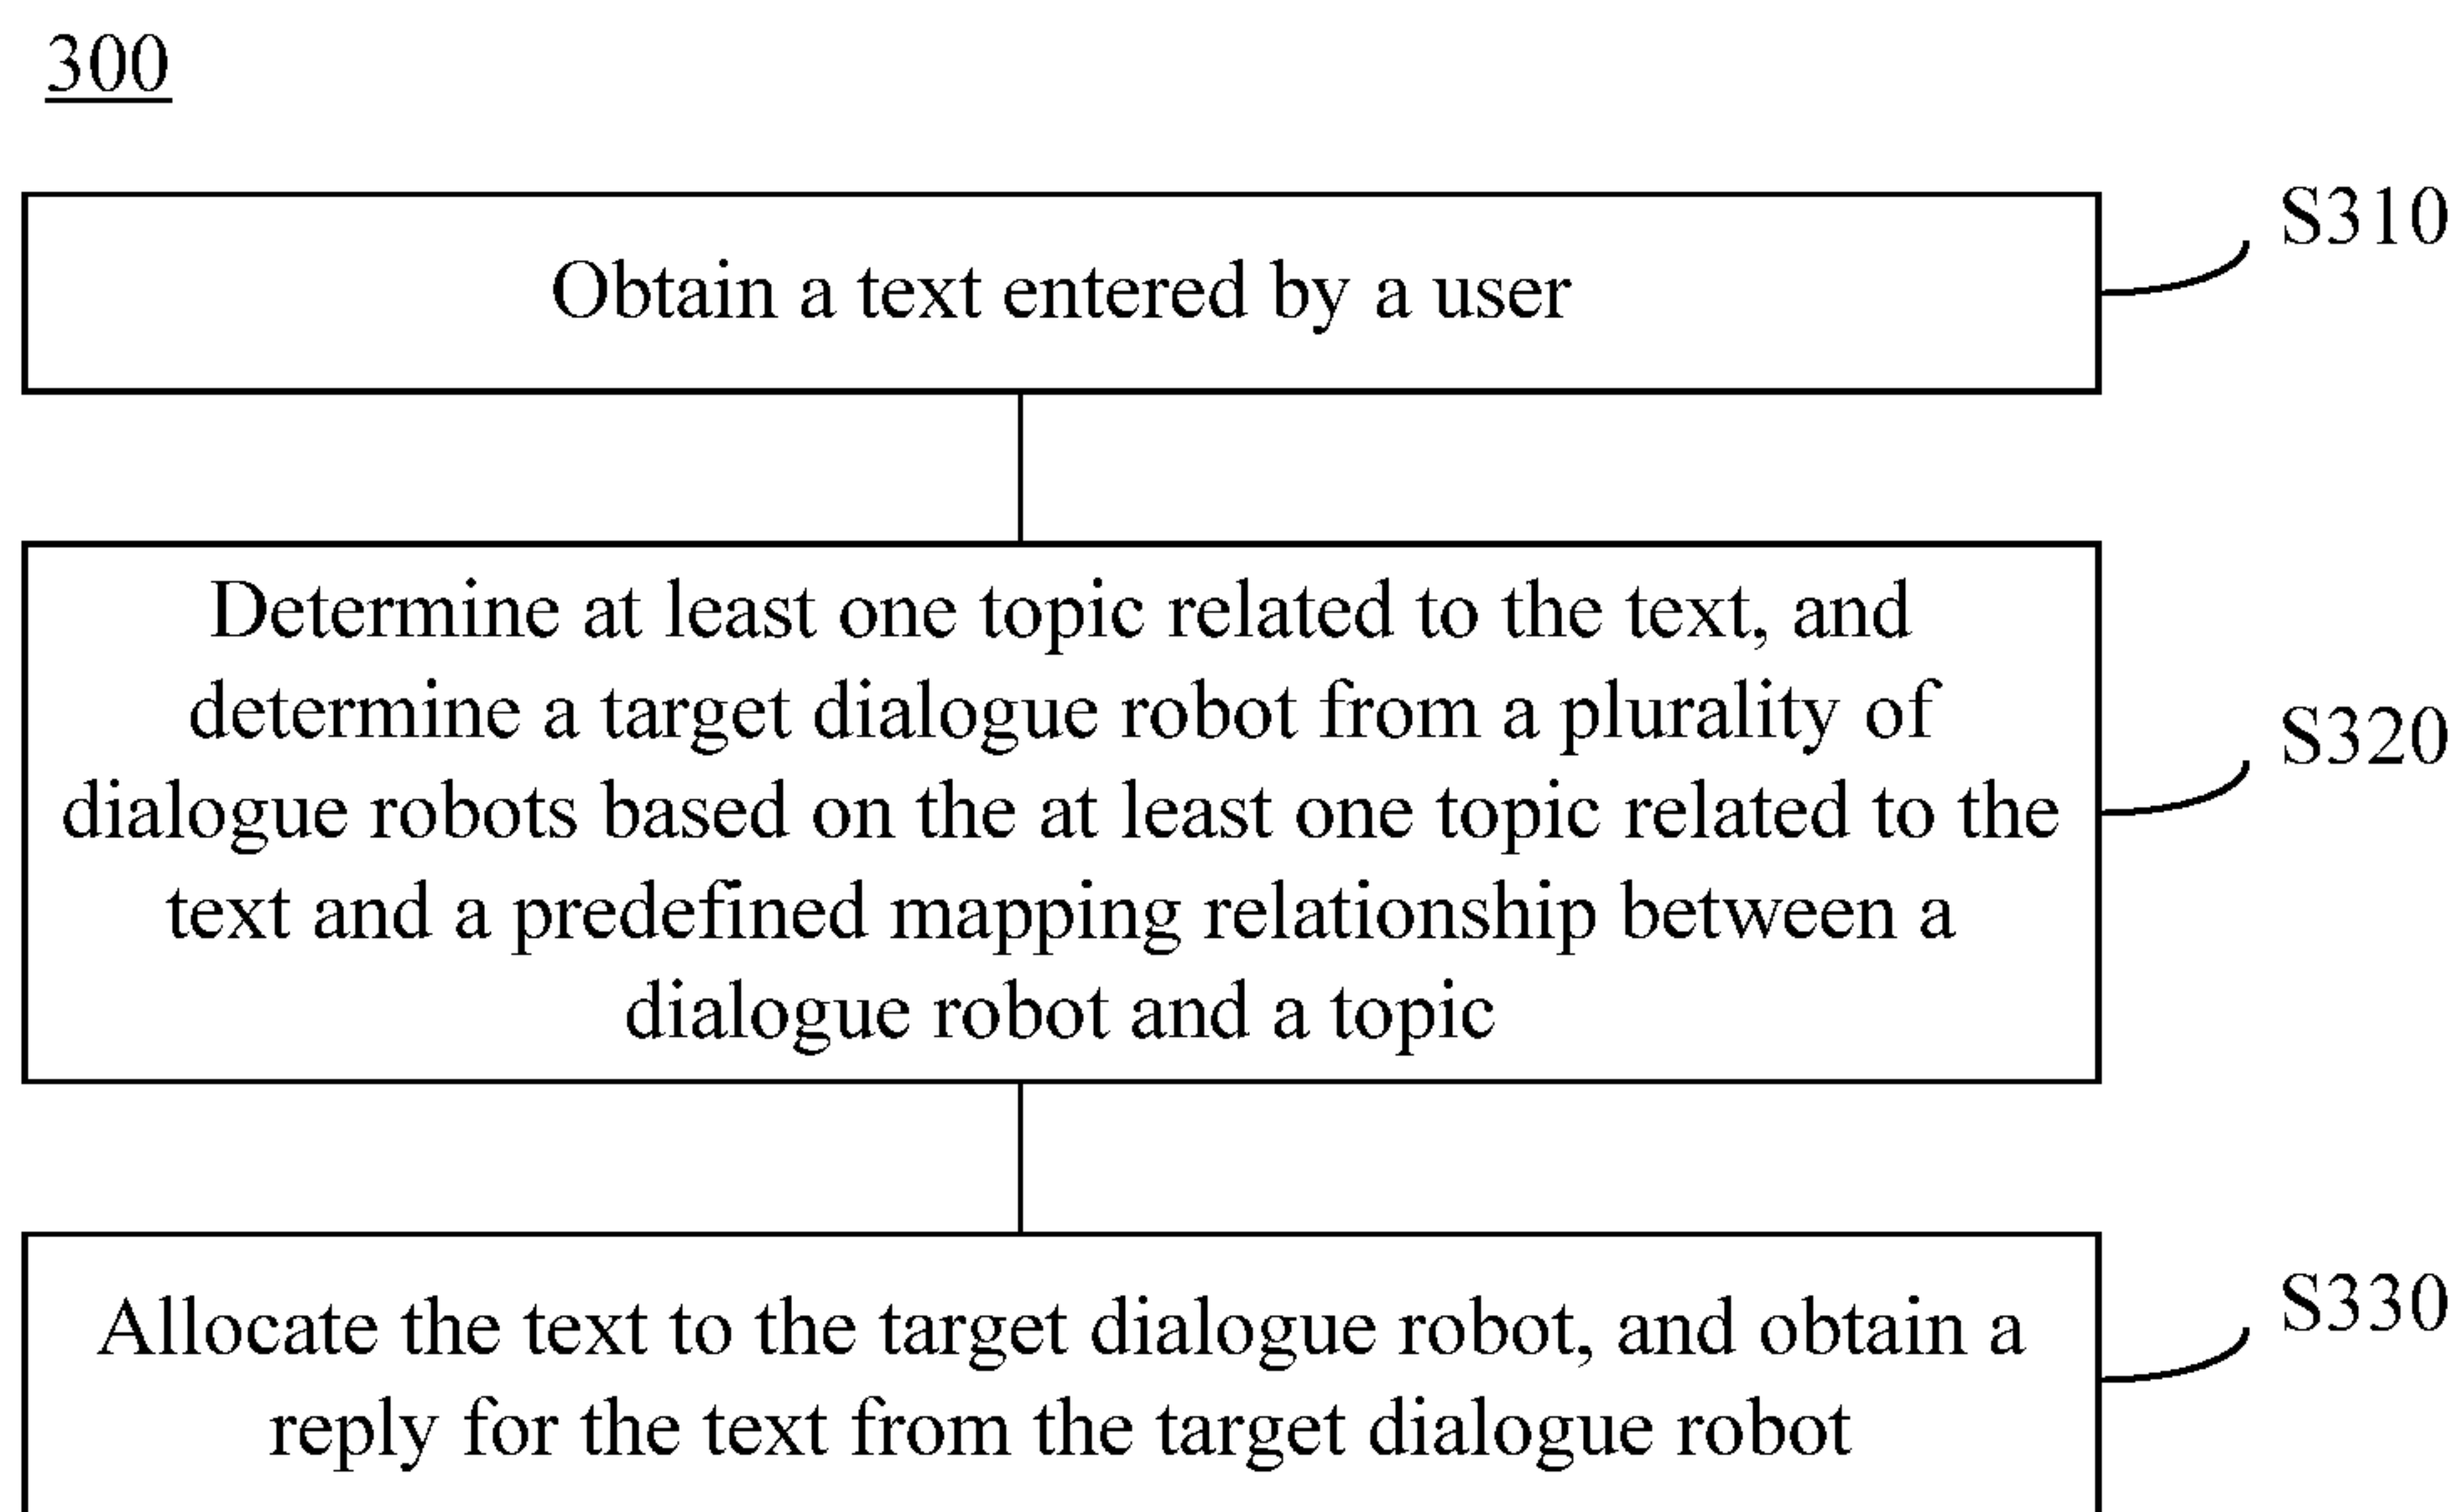 300
S310
Obtain a text entered by a user
Determine at least one topic related to the text, and
determine a target dialogue robot from a plurality of
S320
dialogue robots based on the at least one topic related to the
text and a predefined mapping relationship between a
dialogue robot and a topic
S330
Allocate the text to the target dialogue robot, and obtain a
reply for the text from the target dialogue robot